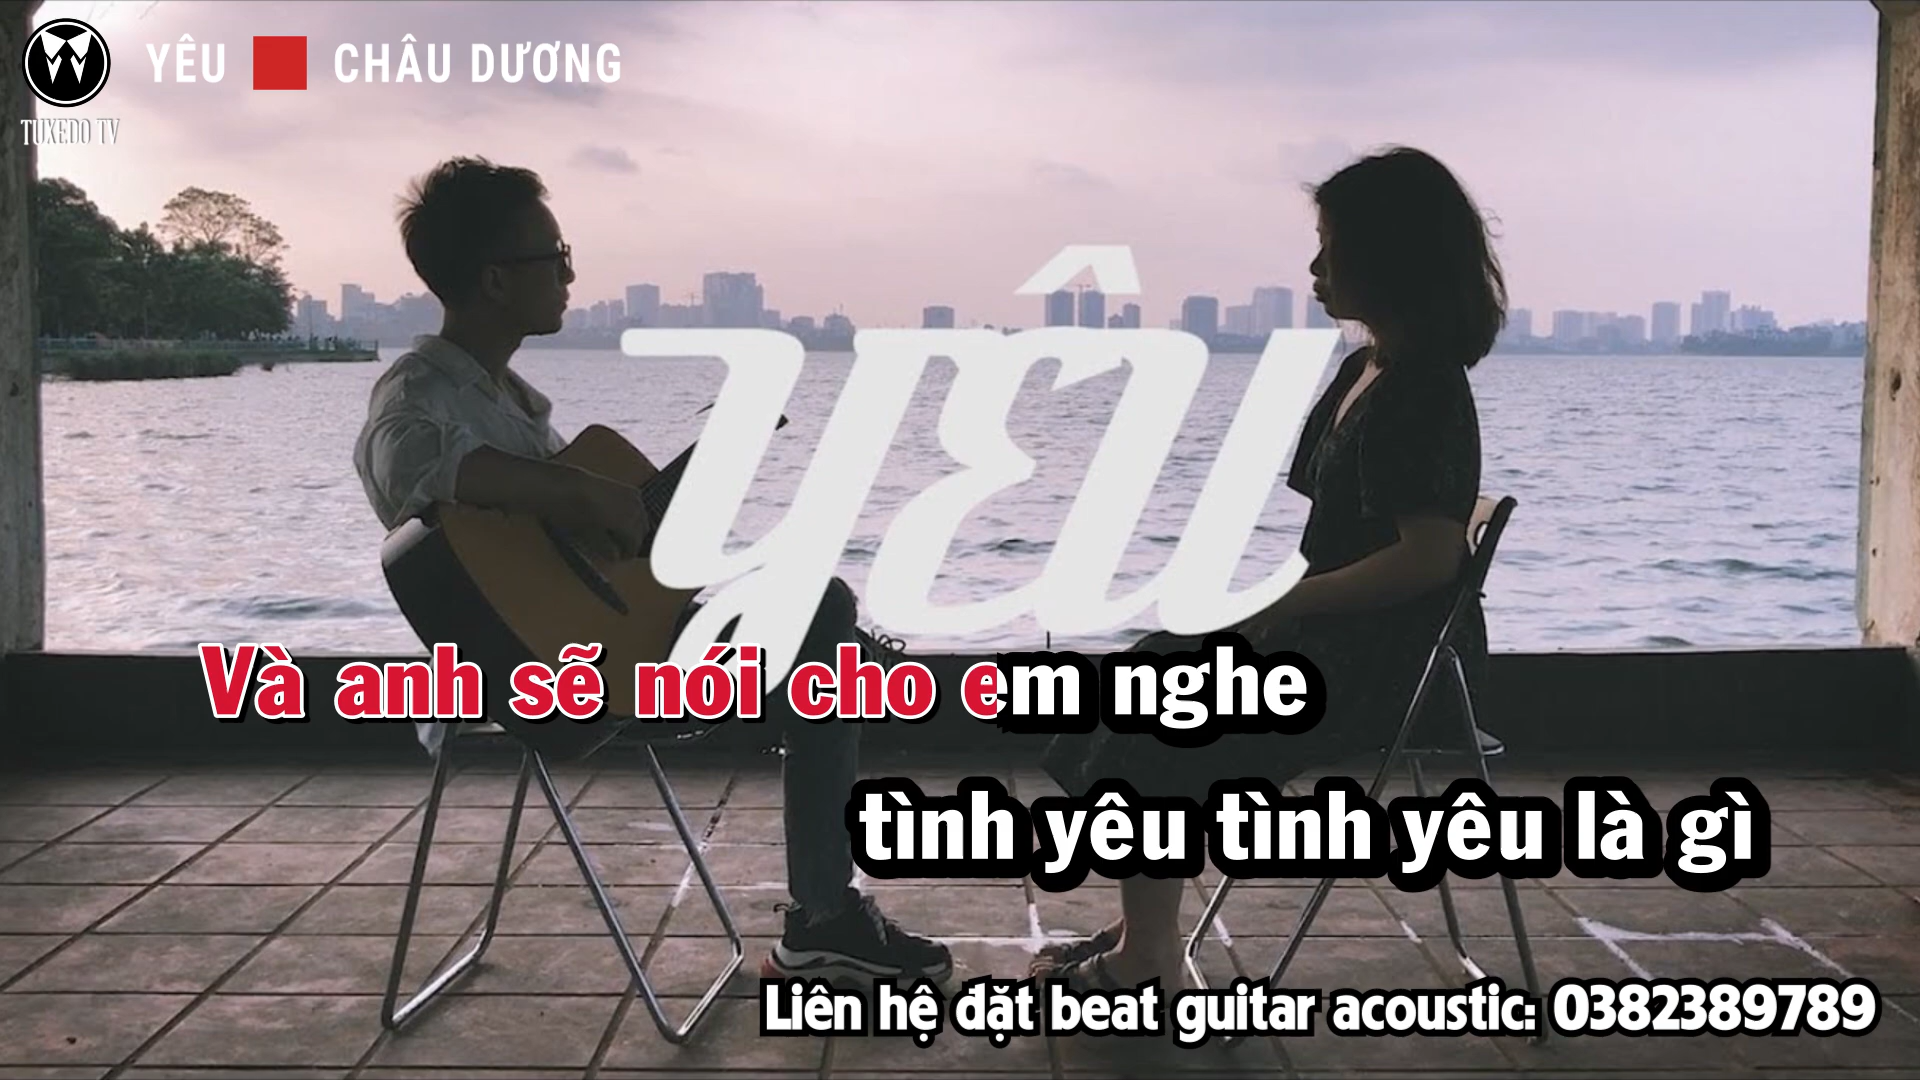 YÊU CHÂU DƯƠNG
TUXEDO TV
YÊU
Và anh sẽ nói cho em nghe
tình yêu tình yêu là gì
Liên hệ đặt beat guitar acoustic: 0382389789